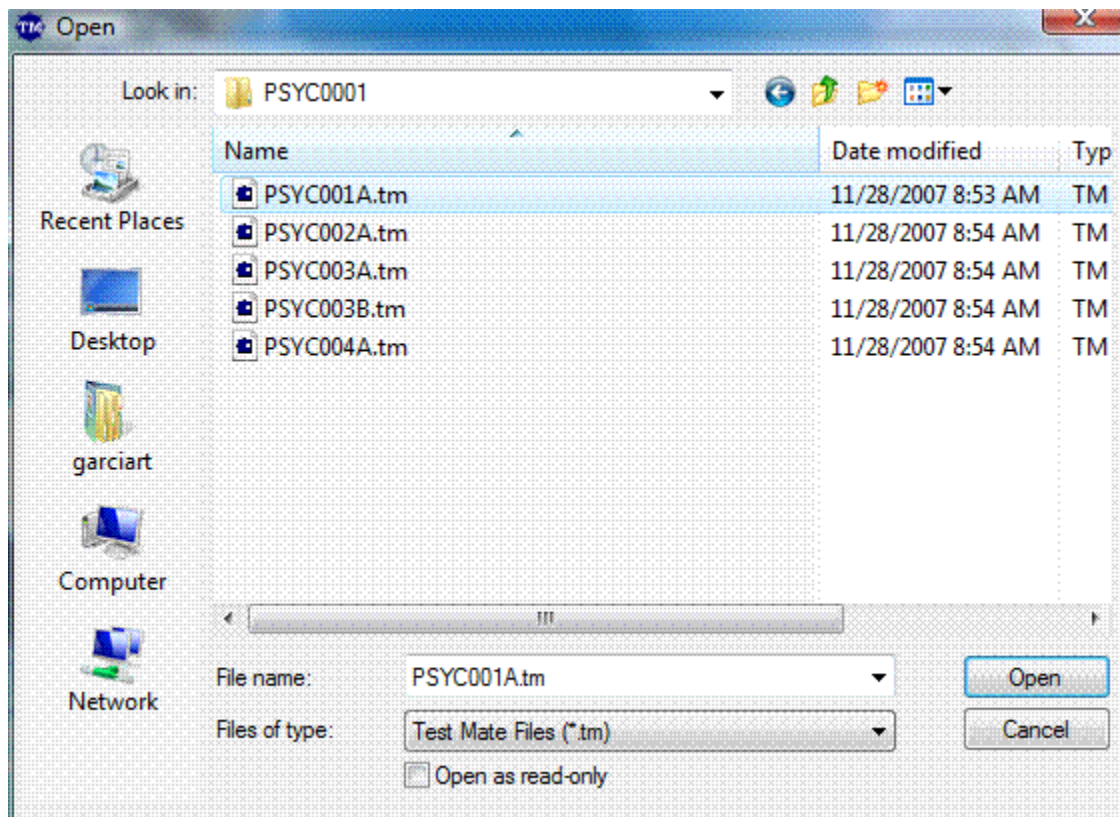 TM Open
Look in: PSYC0001
Name Date modified Typ
PSYC001A.tm 11/28/2007 8:53 AM TM
PSYC002A.tm 11/28/2007 8:54 AM TM
PSYC003A.tm 11/28/2007 8:54 AM TM
PSYC003B.tm 11/28/2007 8:54 AM TM
PSYC004A.tm 11/28/2007 8:54 AM TM
Recent Places
Desktop
garciart
Computer
Network
File name: PSYC001A.tm Open
Files of type: Test Mate Files (*.tm) Cancel
Open as read-only